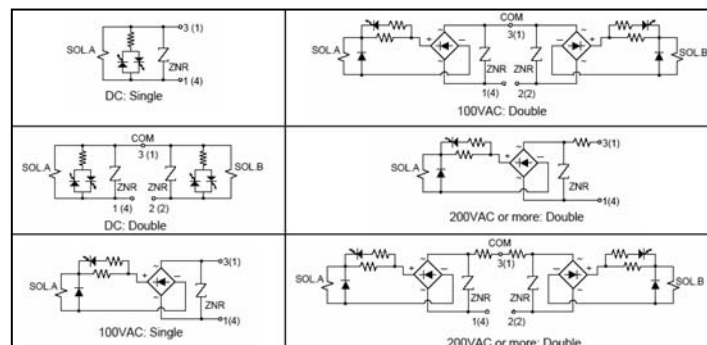 3 (1)
SOL.A
ZNR
1 (4)
DC: Single
COM
3(1)
SOL.A
+
−
~
~
ZNR
ZNR
~
~
−
+
SOL.B
1(4)
2(2)
100VAC: Double
COM
3 (1)
SOL.A
ZNR
ZNR
SOL.B
1 (4)
2 (2)
DC: Double
3(1)
SOL.A
+
−
~
~
ZNR
1(4)
200VAC or more: Double
3(1)
SOL.A
+
−
~
~
ZNR
1(4)
100VAC: Single
COM
3(1)
SOL.A
+
−
~
~
ZNR
ZNR
~
~
−
+
SOL.B
1(4)
2(2)
200VAC or more: Double